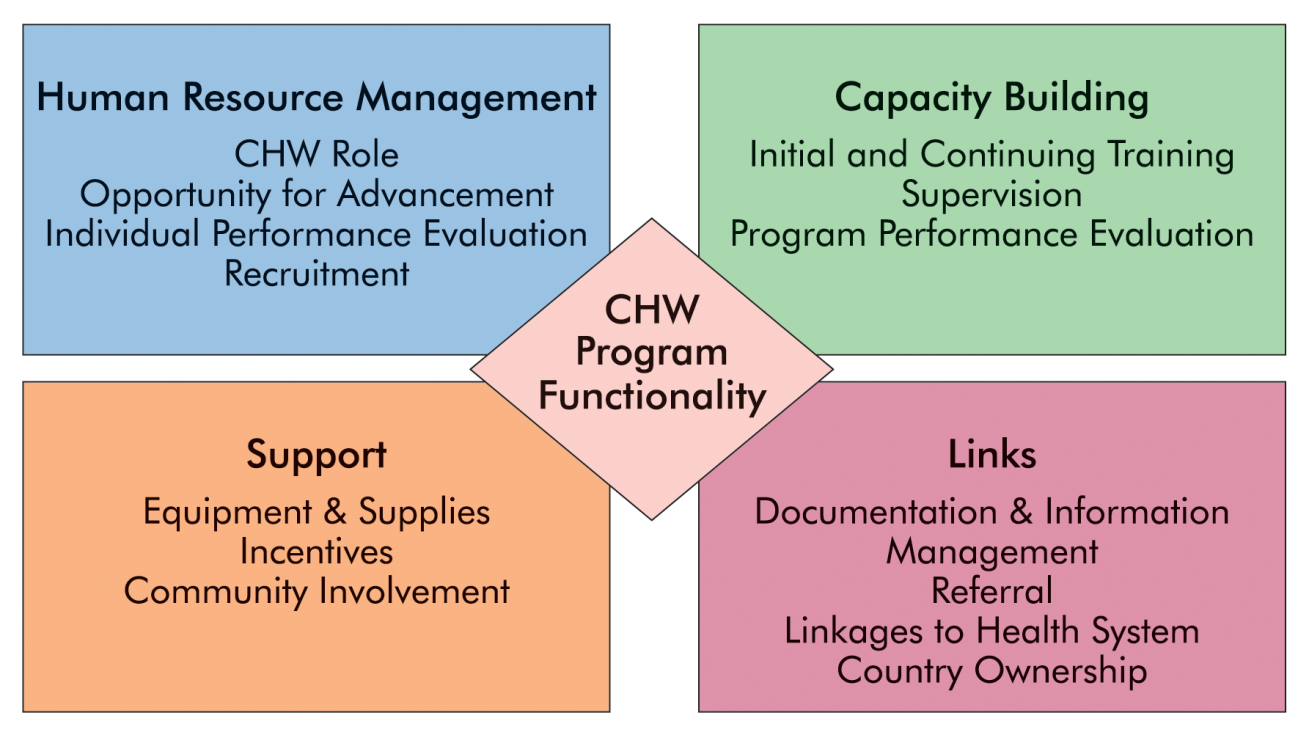 Human Resource Management
CHW Role
Opportunity for Advancement
Individual Performance Evaluation
Recruitment
Capacity Building
Initial and Continuing Training
Supervision
Program Performance Evaluation
CHW
Program
Functionality
Support
Equipment & Supplies
Incentives
Community Involvement
Links
Documentation & Information
Management
Referral
Linkages to Health System
Country Ownership